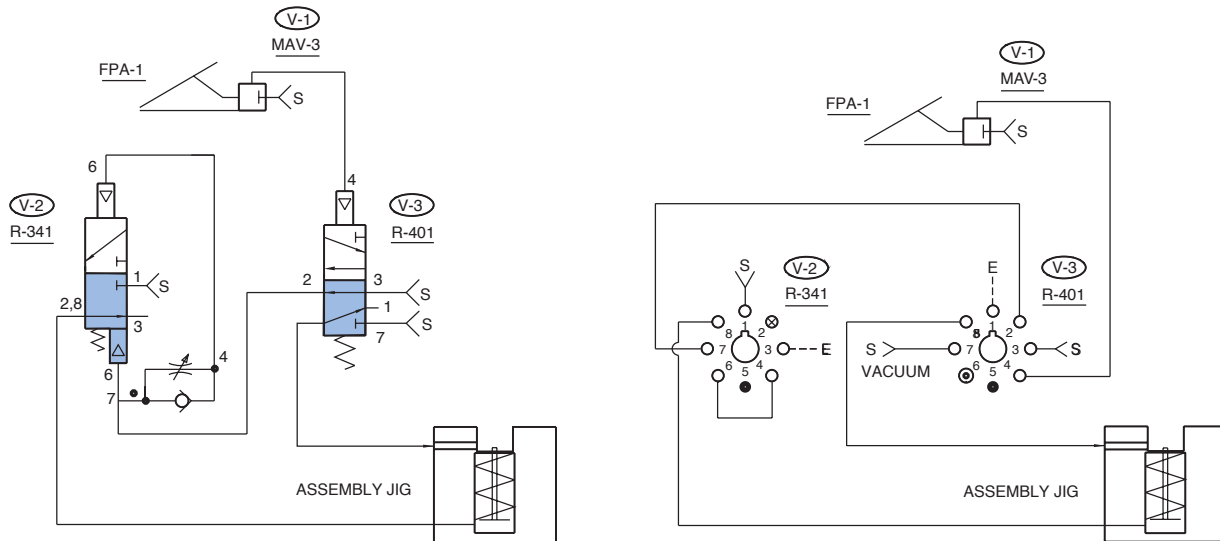 V-1
MAV-3
FPA-1
S
6
4
V-2
R-341
V-3
R-401
1
S
2,8
3
2
3
S
1
S
7
6
4
7
ASSEMBLY JIG
V-1
MAV-3
FPA-1
S
S
V-2
R-341
E
V-3
R-401
1
8
2
7
3
E
6
4
5
1
8
2
S
7
3
S
VACUUM
6
4
5
ASSEMBLY JIG